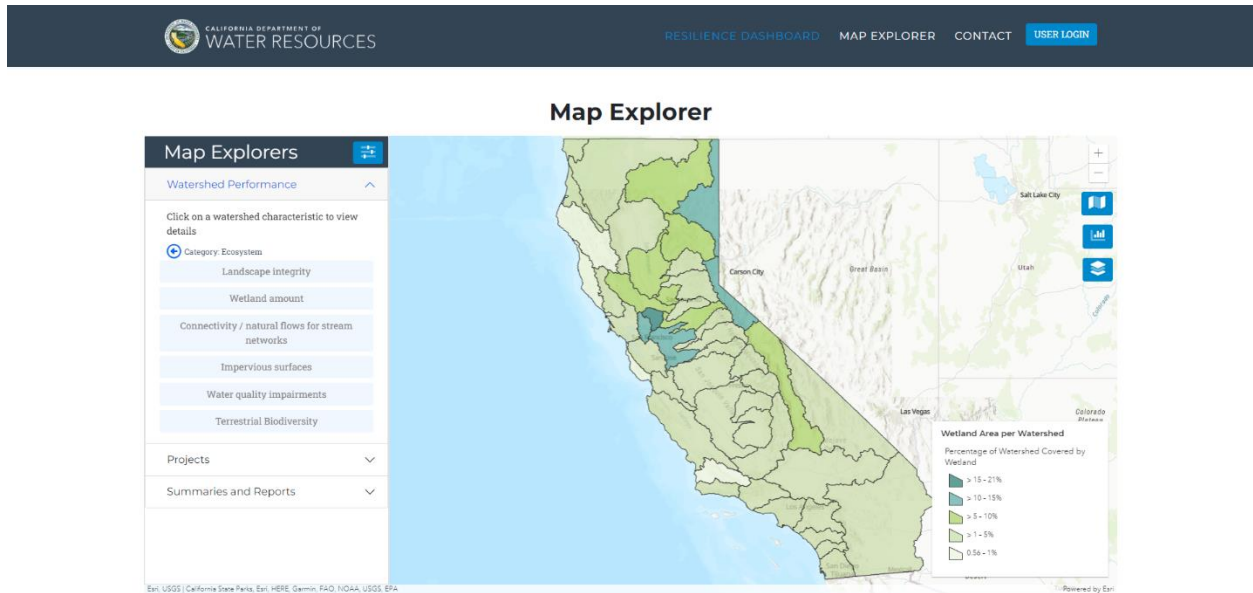 CALIFORNIA DEPARTMENT OF
WATER RESOURCES
RESILIENCE DASHBOARD
MAP EXPLORER
CONTACT
USER LOGIN
Map Explorer
Map Explorers
Watershed Performance
Click on a watershed characteristic to view
details
Category: Ecosystem
Landscape integrity
Wetland amount
Connectivity / natural flows for stream
networks
Impervious surfaces
Water quality impairments
Terrestrial Biodiversity
Projects
Summaries and Reports
Salt Lake City
Carson City
Great Basin
Utah
Colorado
Las Vegas
Colorado
Plateau
Los Angeles
San Diego
Wetland Area per Watershed
Percentage of Watershed Covered by
Wetland
> 15 - 21%
> 10 - 15%
> 5 - 10%
> 1 - 5%
0.56 - 1%
Esri, USGS | California State Parks, Esri, HERE, Garmin, FAO, NOAA, USGS, EPA
Powered by Esri